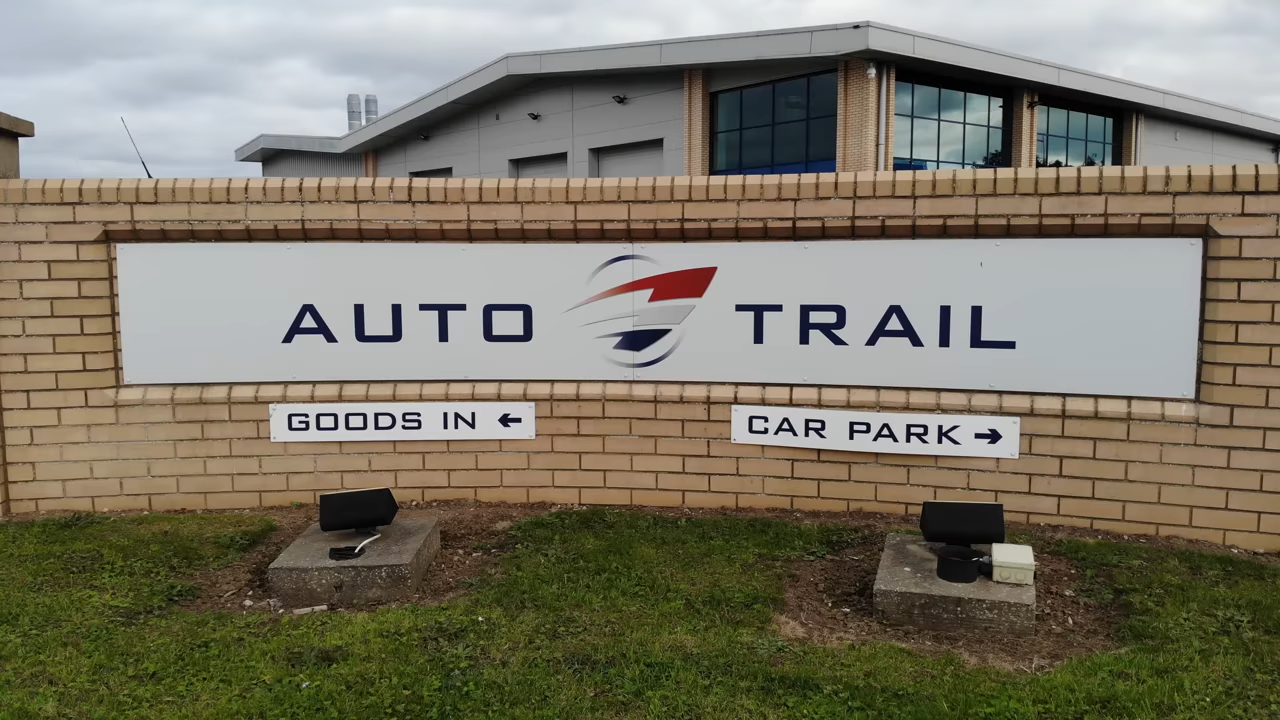 AUTO TRAIL
GOODS IN ←
CAR PARK →